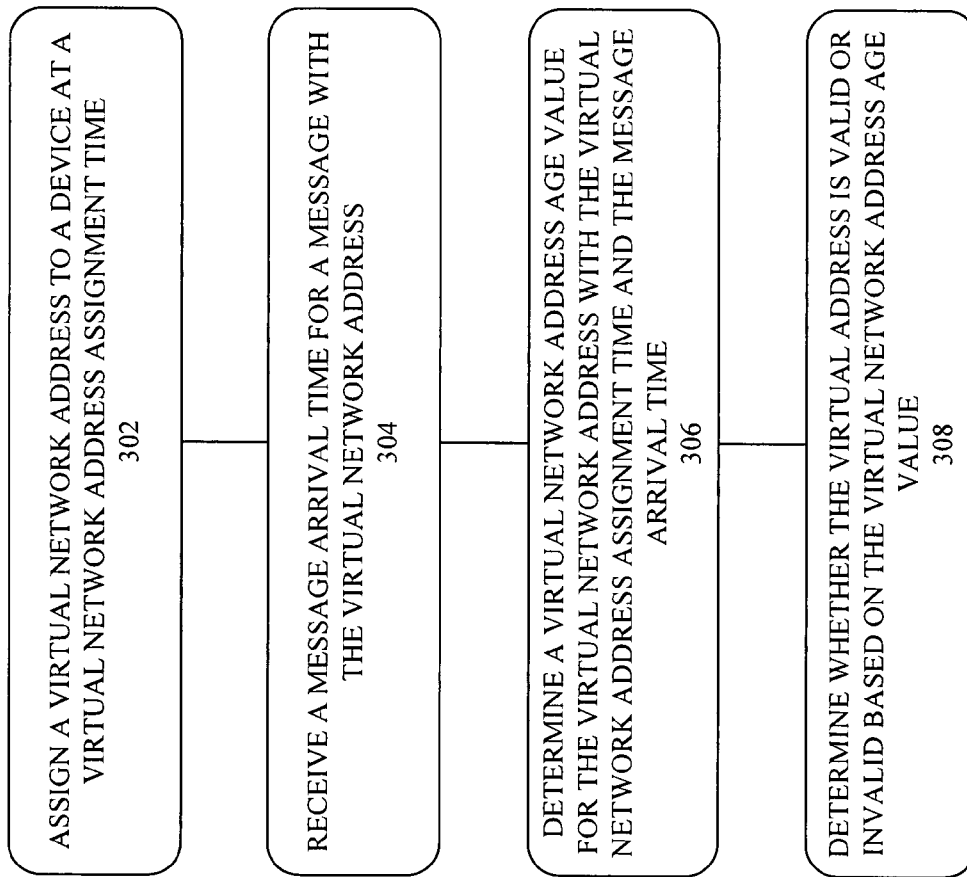 ASSIGN A VIRTUAL NETWORK ADDRESS TO A DEVICE AT A
VIRTUAL NETWORK ADDRESS ASSIGNMENT TIME
302
RECEIVE A MESSAGE ARRIVAL TIME FOR A MESSAGE WITH
THE VIRTUAL NETWORK ADDRESS
304
DETERMINE A VIRTUAL NETWORK ADDRESS AGE VALUE
FOR THE VIRTUAL NETWORK ADDRESS WITH THE VIRTUAL
NETWORK ADDRESS ASSIGNMENT TIME AND THE MESSAGE
ARRIVAL TIME
306
DETERMINE WHETHER THE VIRTUAL ADDRESS IS VALID OR
INVALID BASED ON THE VIRTUAL NETWORK ADDRESS AGE
VALUE
308